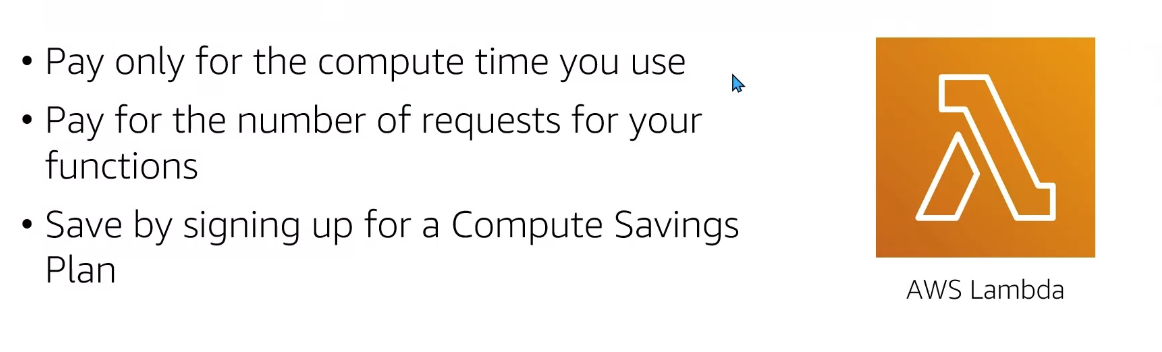 • Pay only for the compute time you use
• Pay for the number of requests for your
functions
• Save by signing up for a Compute Savings
Plan
AWS Lambda